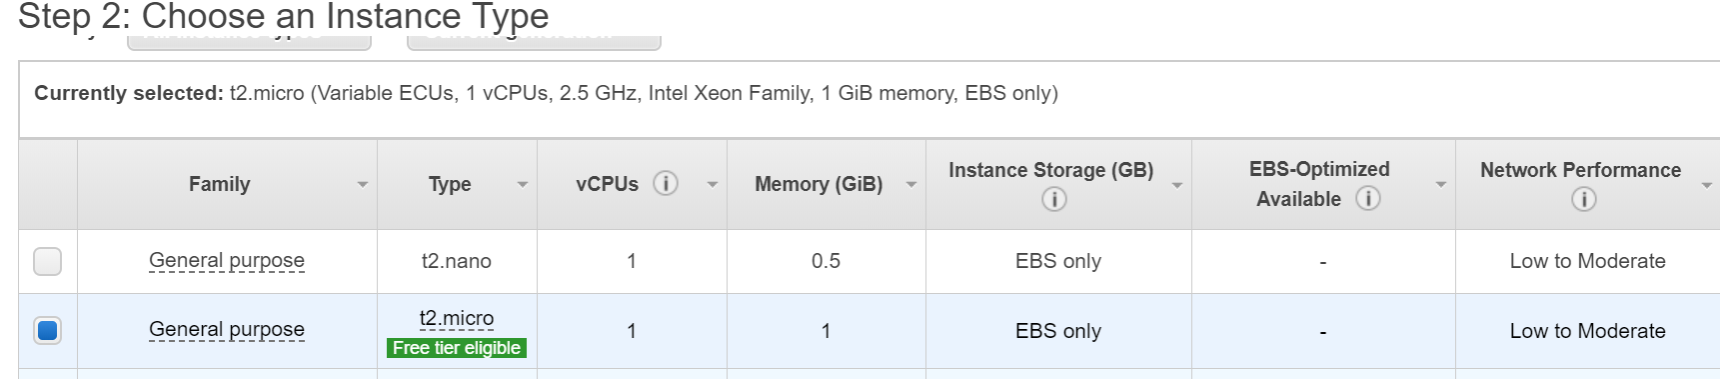 Step 2: Choose an Instance Type
Currently selected: t2.micro (Variable ECUs, 1 vCPUs, 2.5 GHz, Intel Xeon Family, 1 GiB memory, EBS only)
Family Type vCPUs i Memory (GiB) Instance Storage (GB) i EBS-Optimized Available i Network Performance i
General purpose t2.nano 1 0.5 EBS only - Low to Moderate
General purpose t2.micro 1 1 EBS only - Low to Moderate
Free tier eligible